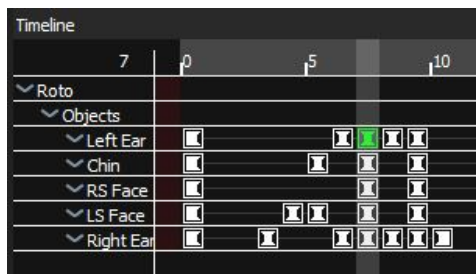 Timeline
7 0 5 10
Roto
Objects
Left Ear
Chin
RS Face
LS Face
Right Ear